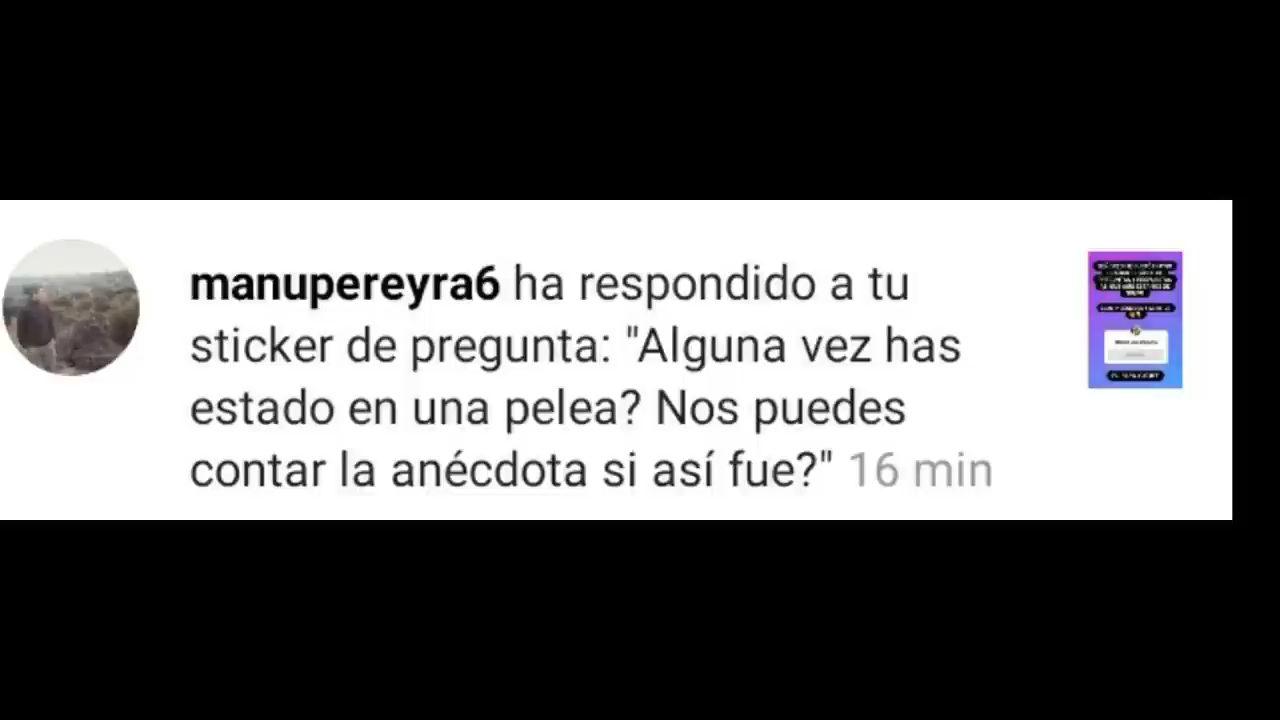 manupereyra6 ha respondido a tu
sticker de pregunta: "Alguna vez has
estado en una pelea? Nos puedes
contar la anécdota si así fue?" 16 min